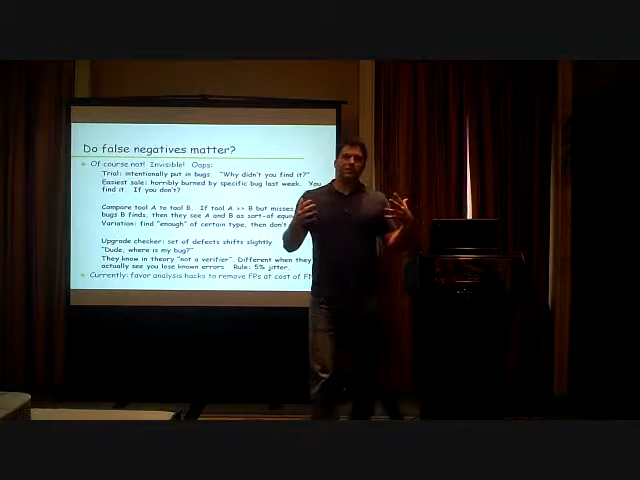 Do false negatives matter?
Of course not! Invisible! Oops:
Trial: intentionally put in bugs. "Why didn't you find it?"
Easiest sale: horribly burned by specific bug last week. You
find it. If you don't?
Compare tool A to tool B. If tool A >> B but misses
bugs B finds, then they see A and B as sort-of
Variation: find "enough" of certain type, then don't
Upgrade checker: set of defects shifts slightly
"Dude, where is my bug?"
They know in theory "not a verifier". Different when they
actually see you lose known errors. Rule: 5% jitter.
Currently: favor analysis hacks to remove FPs at cost of